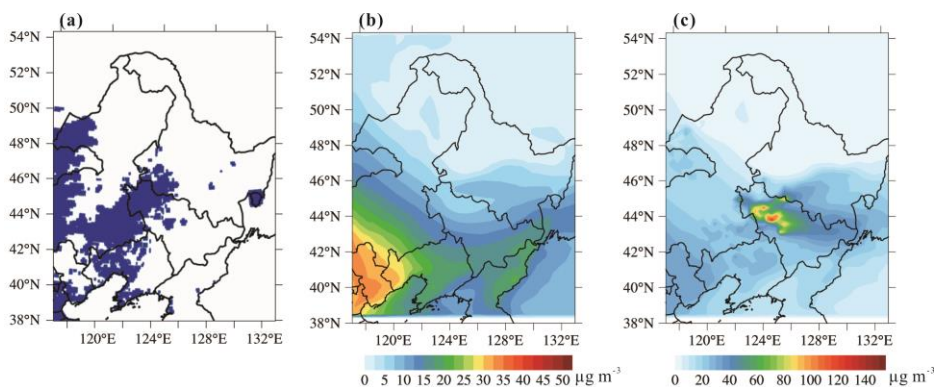 (a) (b) (c)
54°N 54°N 54°N
52°N 52°N 52°N
50°N 50°N 50°N
48°N 48°N 48°N
46°N 46°N 46°N
44°N 44°N 44°N
42°N 42°N 42°N
40°N 40°N 40°N
38°N 38°N 38°N
120°E 124°E 128°E 132°E 120°E 124°E 128°E 132°E 120°E 124°E 128°E 132°E
0 5 10 15 20 25 30 35 40 45 50 μg m⁻³ 0 20 40 60 80 100 120 140 μg m⁻³